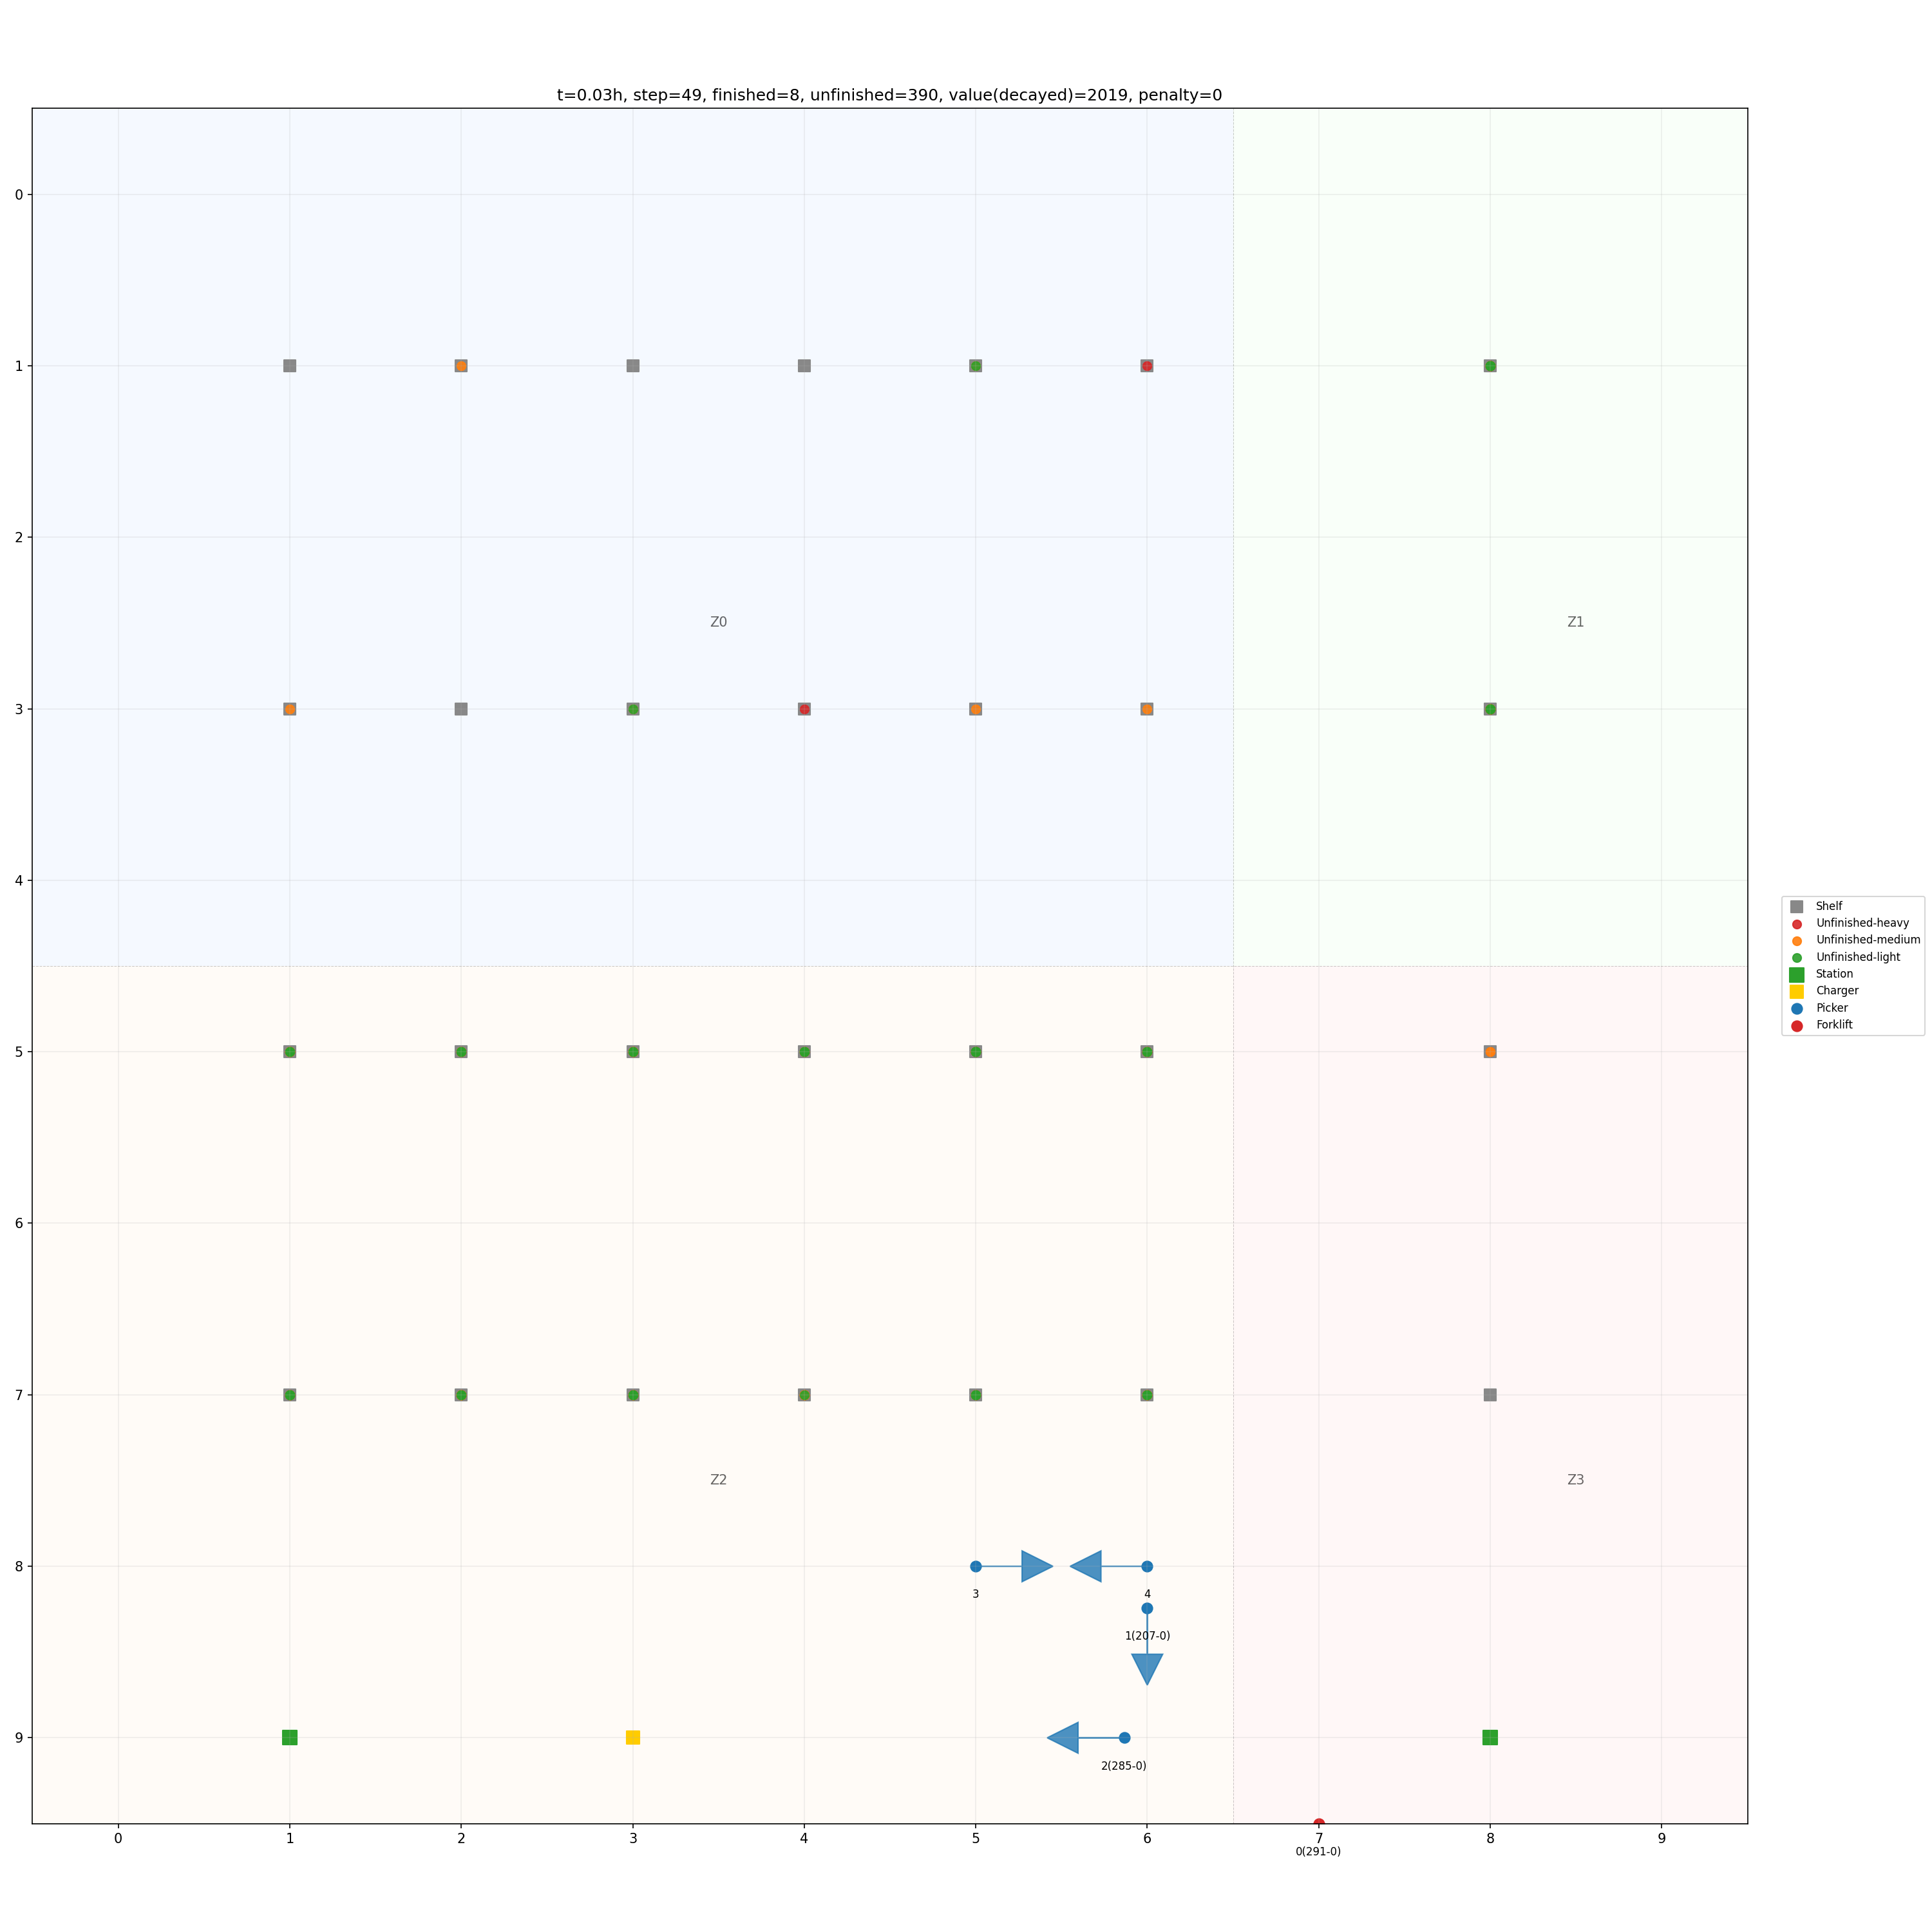 t=0.03h, step=49, finished=8, unfinished=390, value(decayed)=2019, penalty=0
0
1
2
Z0
Z1
3
4
Shelf
Unfinished-heavy
Unfinished-medium
Unfinished-light
Station
Charger
Picker
Forklift
5
6
7
Z2
Z3
8
3
4
1(207-0)
9
2(285-0)
0 1 2 3 4 5 6 7 8 9
0(291-0)